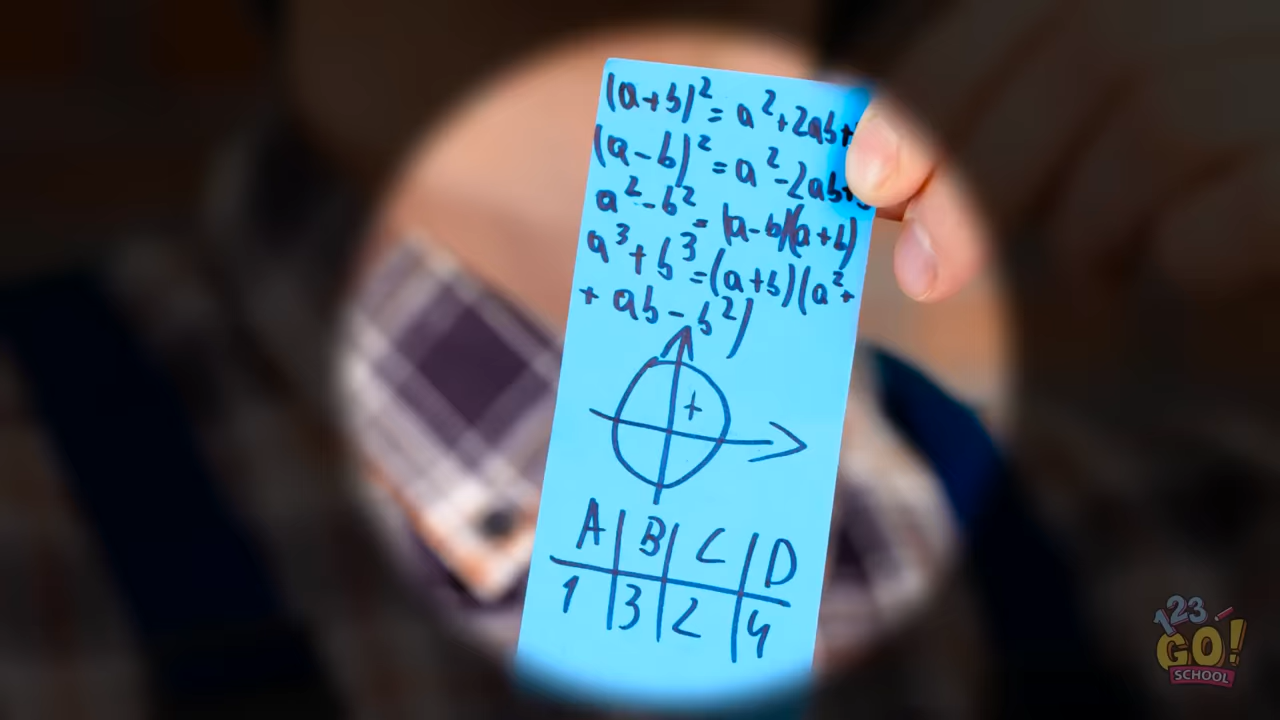 (a+b)² = a²+2ab+
(a-b)² = a²-2ab+
a²-b² = (a-b)(a+b)
a³+b³=(a+b)(a²+
+ab-b²)
+
A | B | C | D
1 | 3 | 2 | 4
123
GO!
SCHOOL